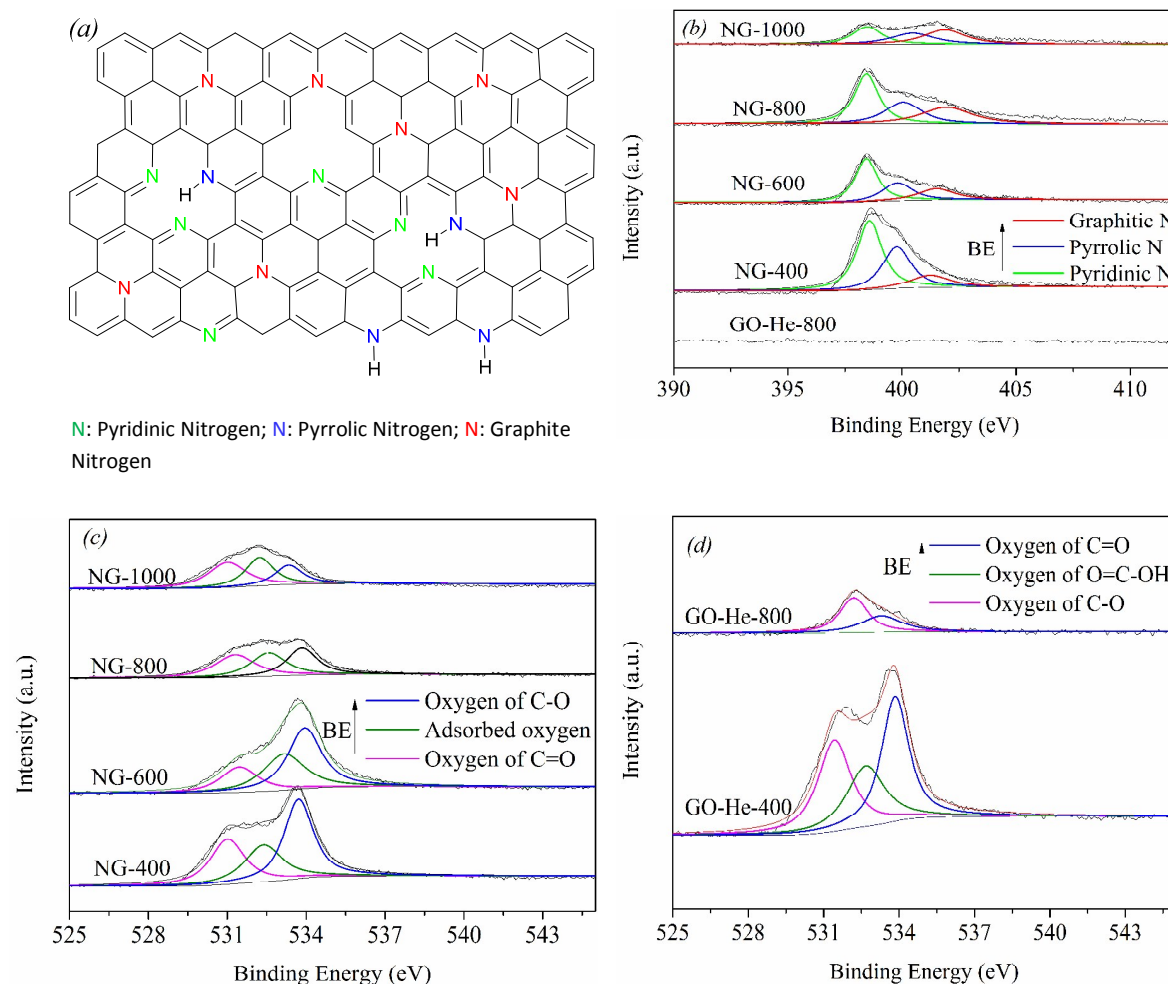 (a)
N
N
N
N
N
N
N
H
N
N
N
N
N
H
N
N
N
N
N
N
H
H
N: Pyridinic Nitrogen; N: Pyrrolic Nitrogen; N: Graphite
Nitrogen
(b)
NG-1000
NG-800
NG-600
NG-400
GO-He-800
BE
Graphitic N
Pyrrolic N
Pyridinic N
Intensity (a.u.)
390 395 400 405 410
Binding Energy (eV)
(c)
NG-1000
NG-800
NG-600
NG-400
BE
Oxygen of C-O
Adsorbed oxygen
Oxygen of C=O
Intensity (a.u.)
525 528 531 534 537 540 543
Binding Energy (eV)
(d)
BE
Oxygen of C=O
Oxygen of O=C-OH
Oxygen of C-O
GO-He-800
GO-He-400
Intensity (a.u.)
525 528 531 534 537 540 543
Binding Energy (eV)